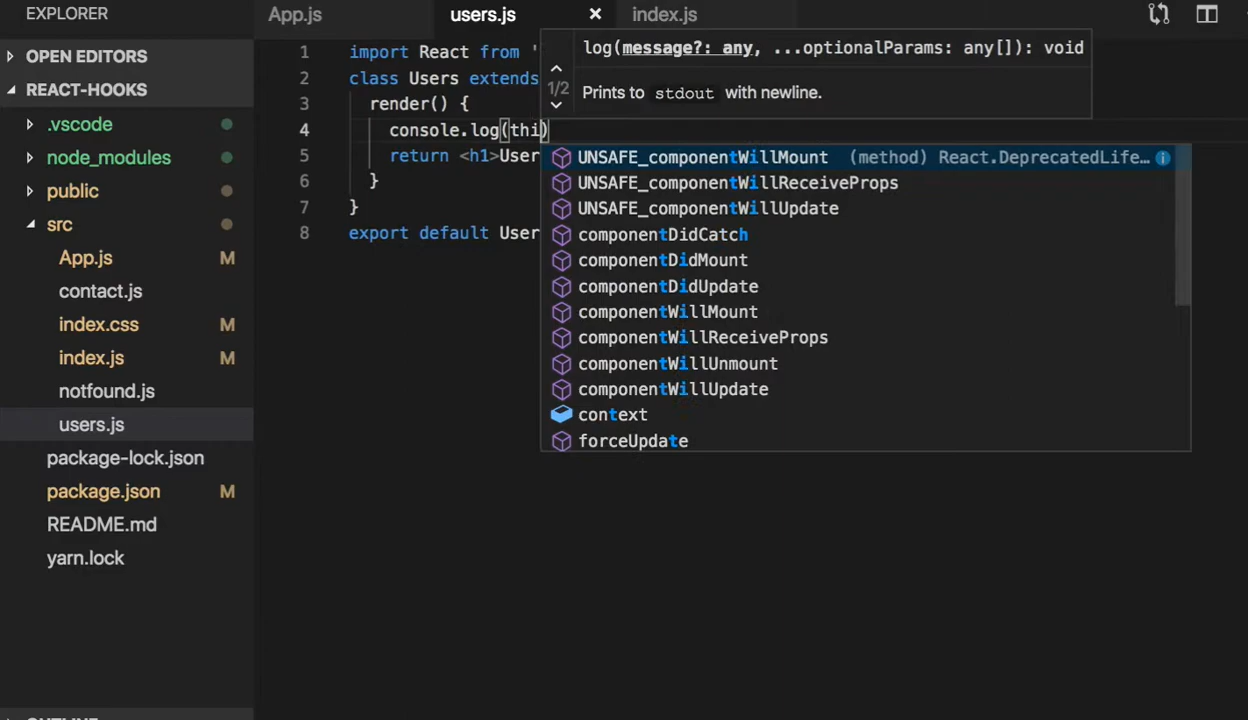 EXPLORER
App.js
users.js
index.js
OPEN EDITORS
REACT-HOOKS
.vscode
node_modules
public
src
App.js M
contact.js
index.css M
index.js M
notfound.js
users.js
package-lock.json
package.json M
README.md
yarn.lock
1 import React from '
2 class Users extends
3 render() {
4 console.log(thi)
5 return <h1>User
6 }
7 }
8 export default User
log(message?: any, ...optionalParams: any[]): void
1/2
Prints to stdout with newline.
UNSAFE_componentWillMount (method) React.DeprecatedLife…
UNSAFE_componentWillReceiveProps
UNSAFE_componentWillUpdate
componentDidCatch
componentDidMount
componentDidUpdate
componentWillMount
componentWillReceiveProps
componentWillUnmount
componentWillUpdate
context
forceUpdate